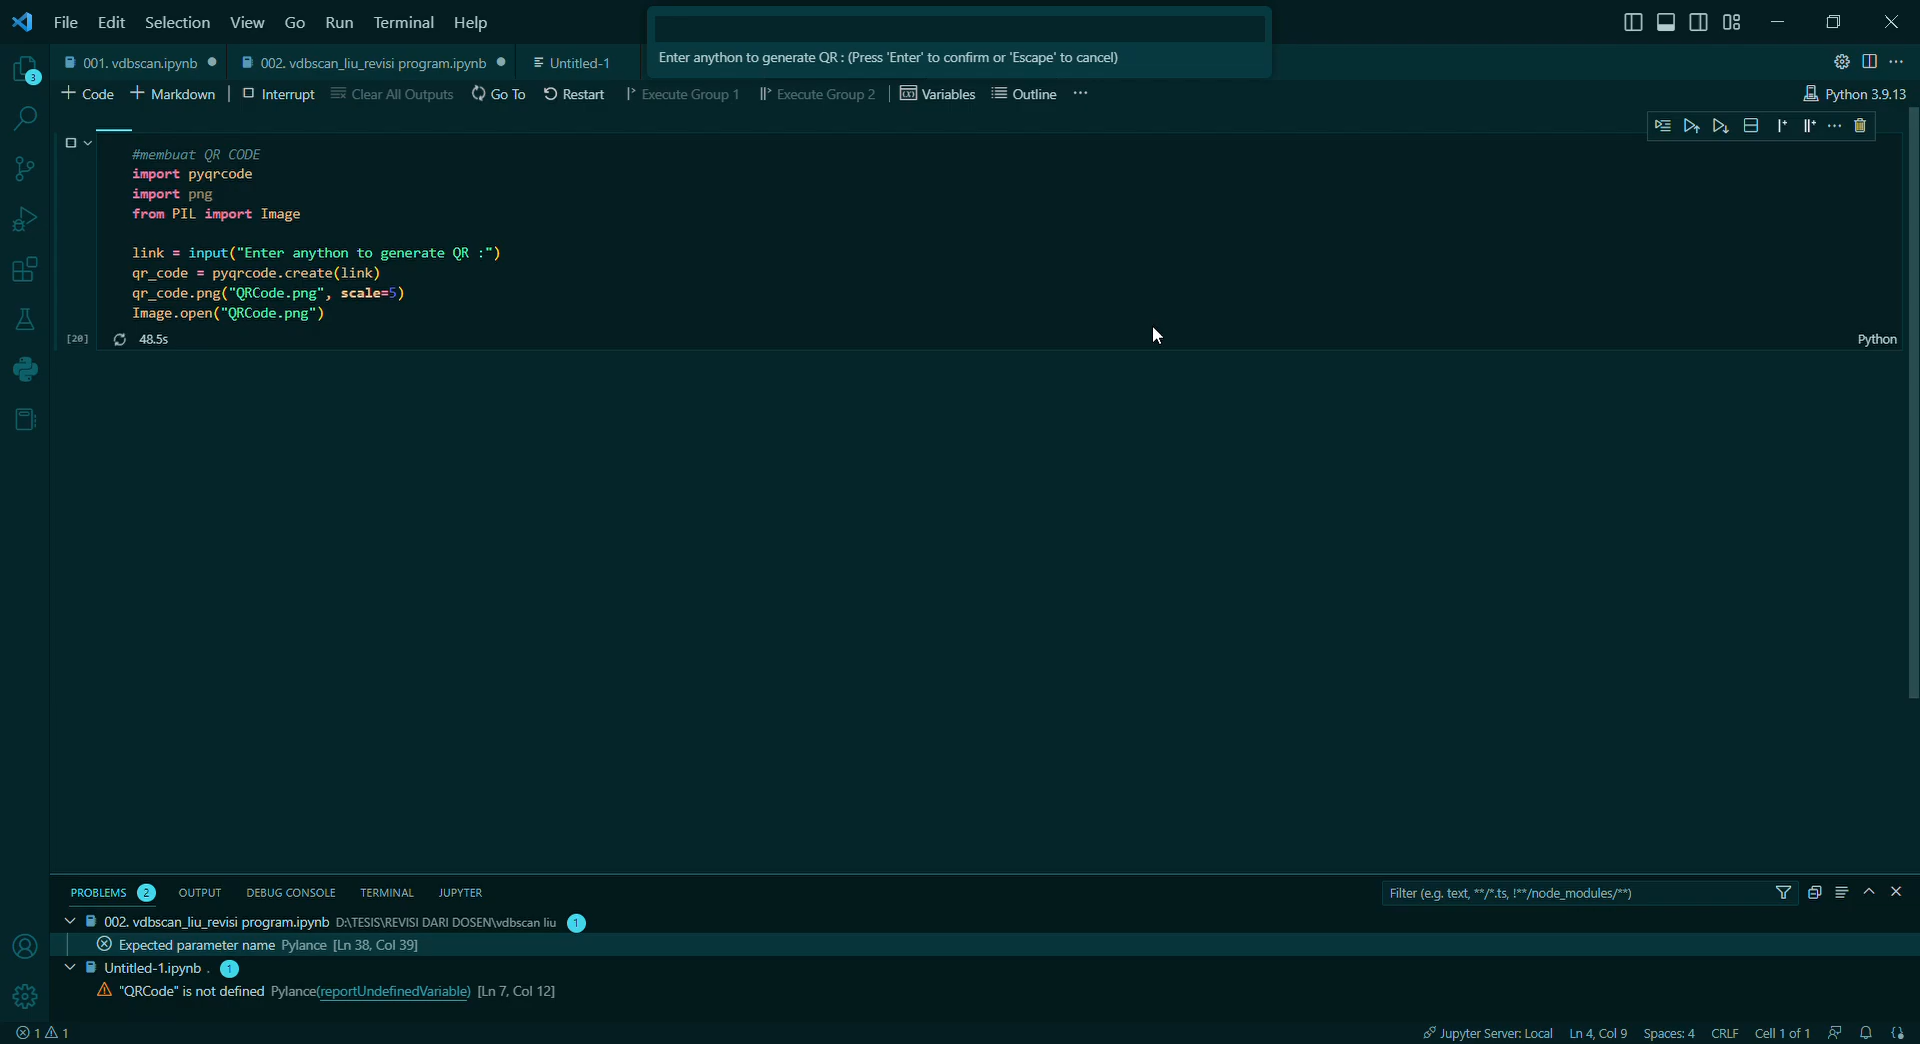 File Edit Selection View Go Run Terminal Help
Enter anython to generate QR : (Press 'Enter' to confirm or 'Escape' to cancel)
3
001. vdbscan.ipynb
002. vdbscan_liu_revisi program.ipynb
Untitled-1
Code Markdown Interrupt Clear All Outputs Go To Restart Execute Group 1 Execute Group 2 Variables Outline ...
Python 3.9.13
#membuat QR CODE
import pyqrcode
import png
from PIL import Image
link = input("Enter anython to generate QR :")
qr_code = pyqrcode.create(link)
qr_code.png("QRCode.png", scale=5)
Image.open("QRCode.png")
[20] 48.5s
Python
PROBLEMS 2 OUTPUT DEBUG CONSOLE TERMINAL JUPYTER
Filter (e.g. text, **/*.ts, !**/node_modules/**)
002. vdbscan_liu_revisi program.ipynb D:\TESIS\REVISI DARI DOSEN\vdbscan liu 1
Expected parameter name Pylance [Ln 38, Col 39]
Untitled-1.ipynb . 1
"QRCode" is not defined Pylance(reportUndefinedVariable) [Ln 7, Col 12]
1 1
Jupyter Server: Local Ln 4, Col 9 Spaces: 4 CRLF Cell 1 of 1